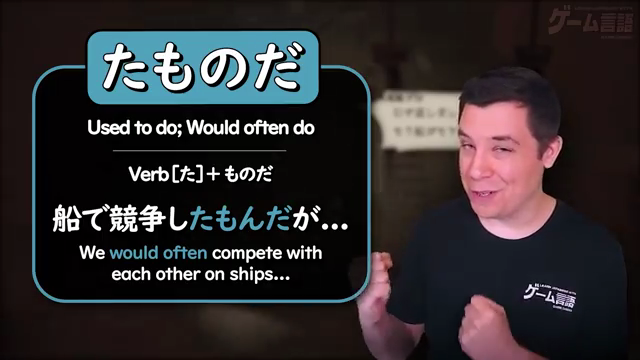 たものだ
Used to do; Would often do
Verb[た]+ものだ
船で競争したもんだが...
We would often compete with
each other on ships...
ゲーム言語
ゲーム言語